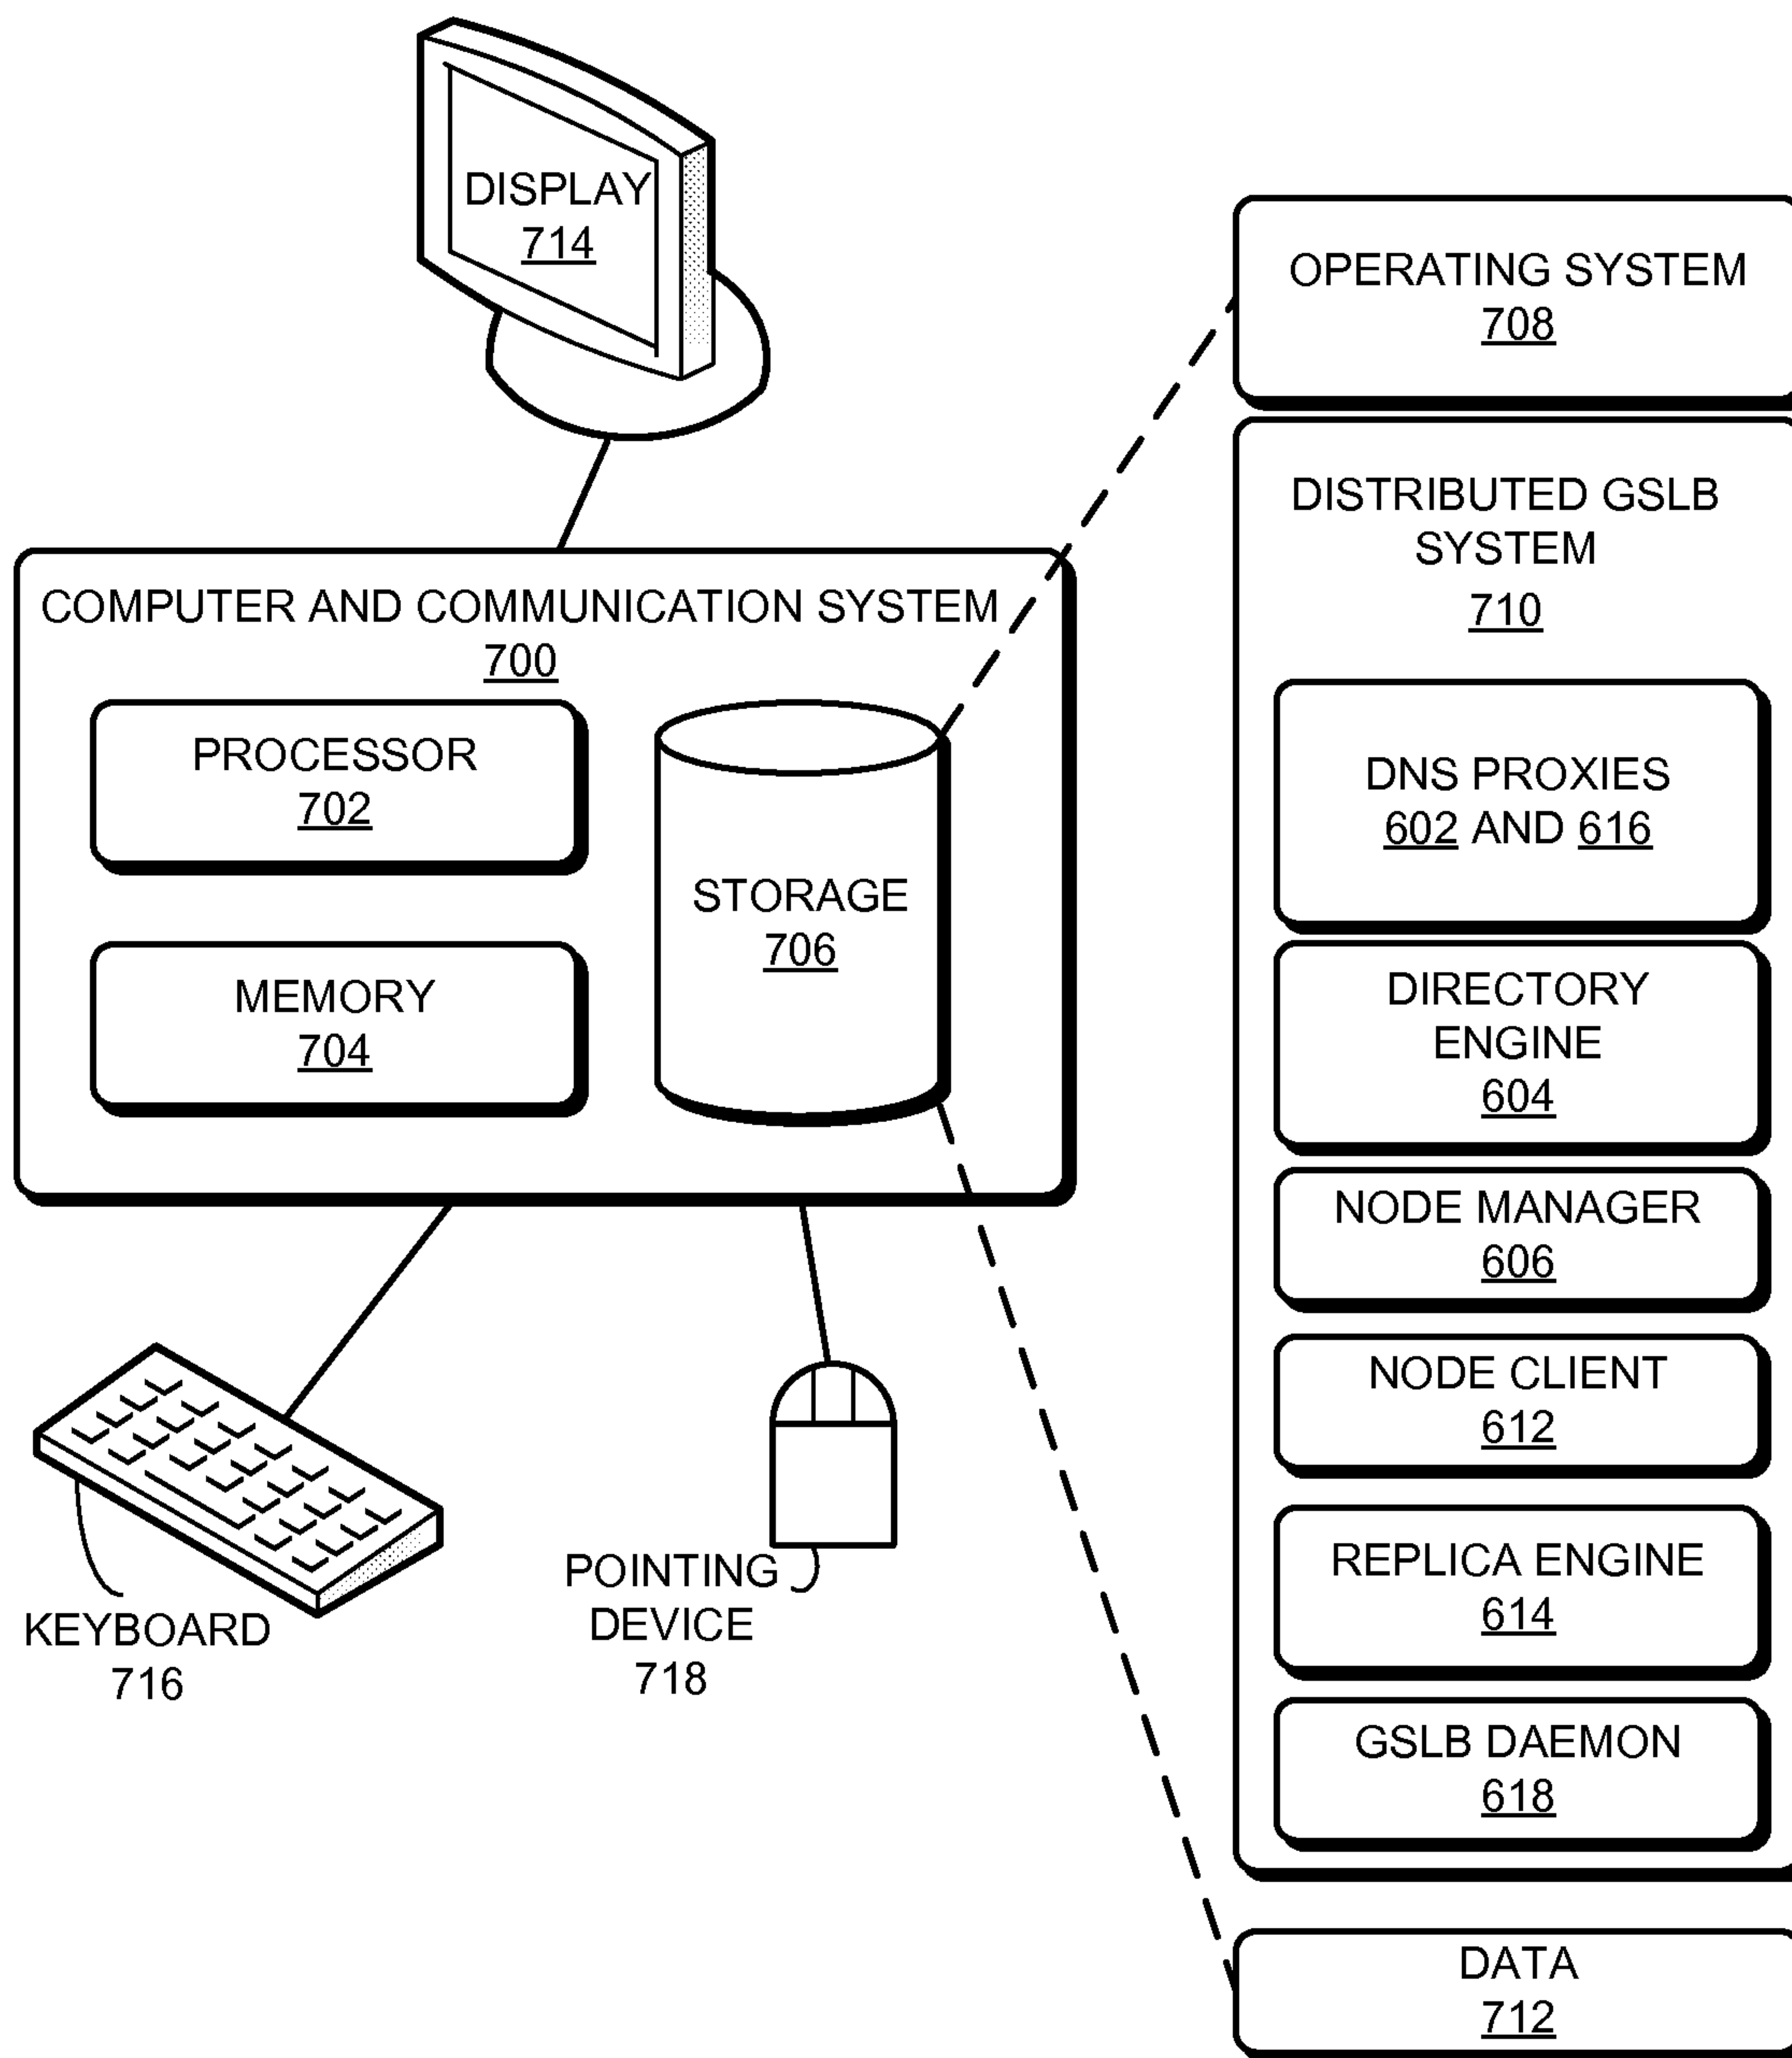 DISPLAY
714
COMPUTER AND COMMUNICATION SYSTEM
700
PROCESSOR
702
MEMORY
704
STORAGE
706
KEYBOARD
716
POINTING
DEVICE
718
OPERATING SYSTEM
708
DISTRIBUTED GSLB
SYSTEM
710
DNS PROXIES
602 AND 616
DIRECTORY
ENGINE
604
NODE MANAGER
606
NODE CLIENT
612
REPLICA ENGINE
614
GSLB DAEMON
618
DATA
712